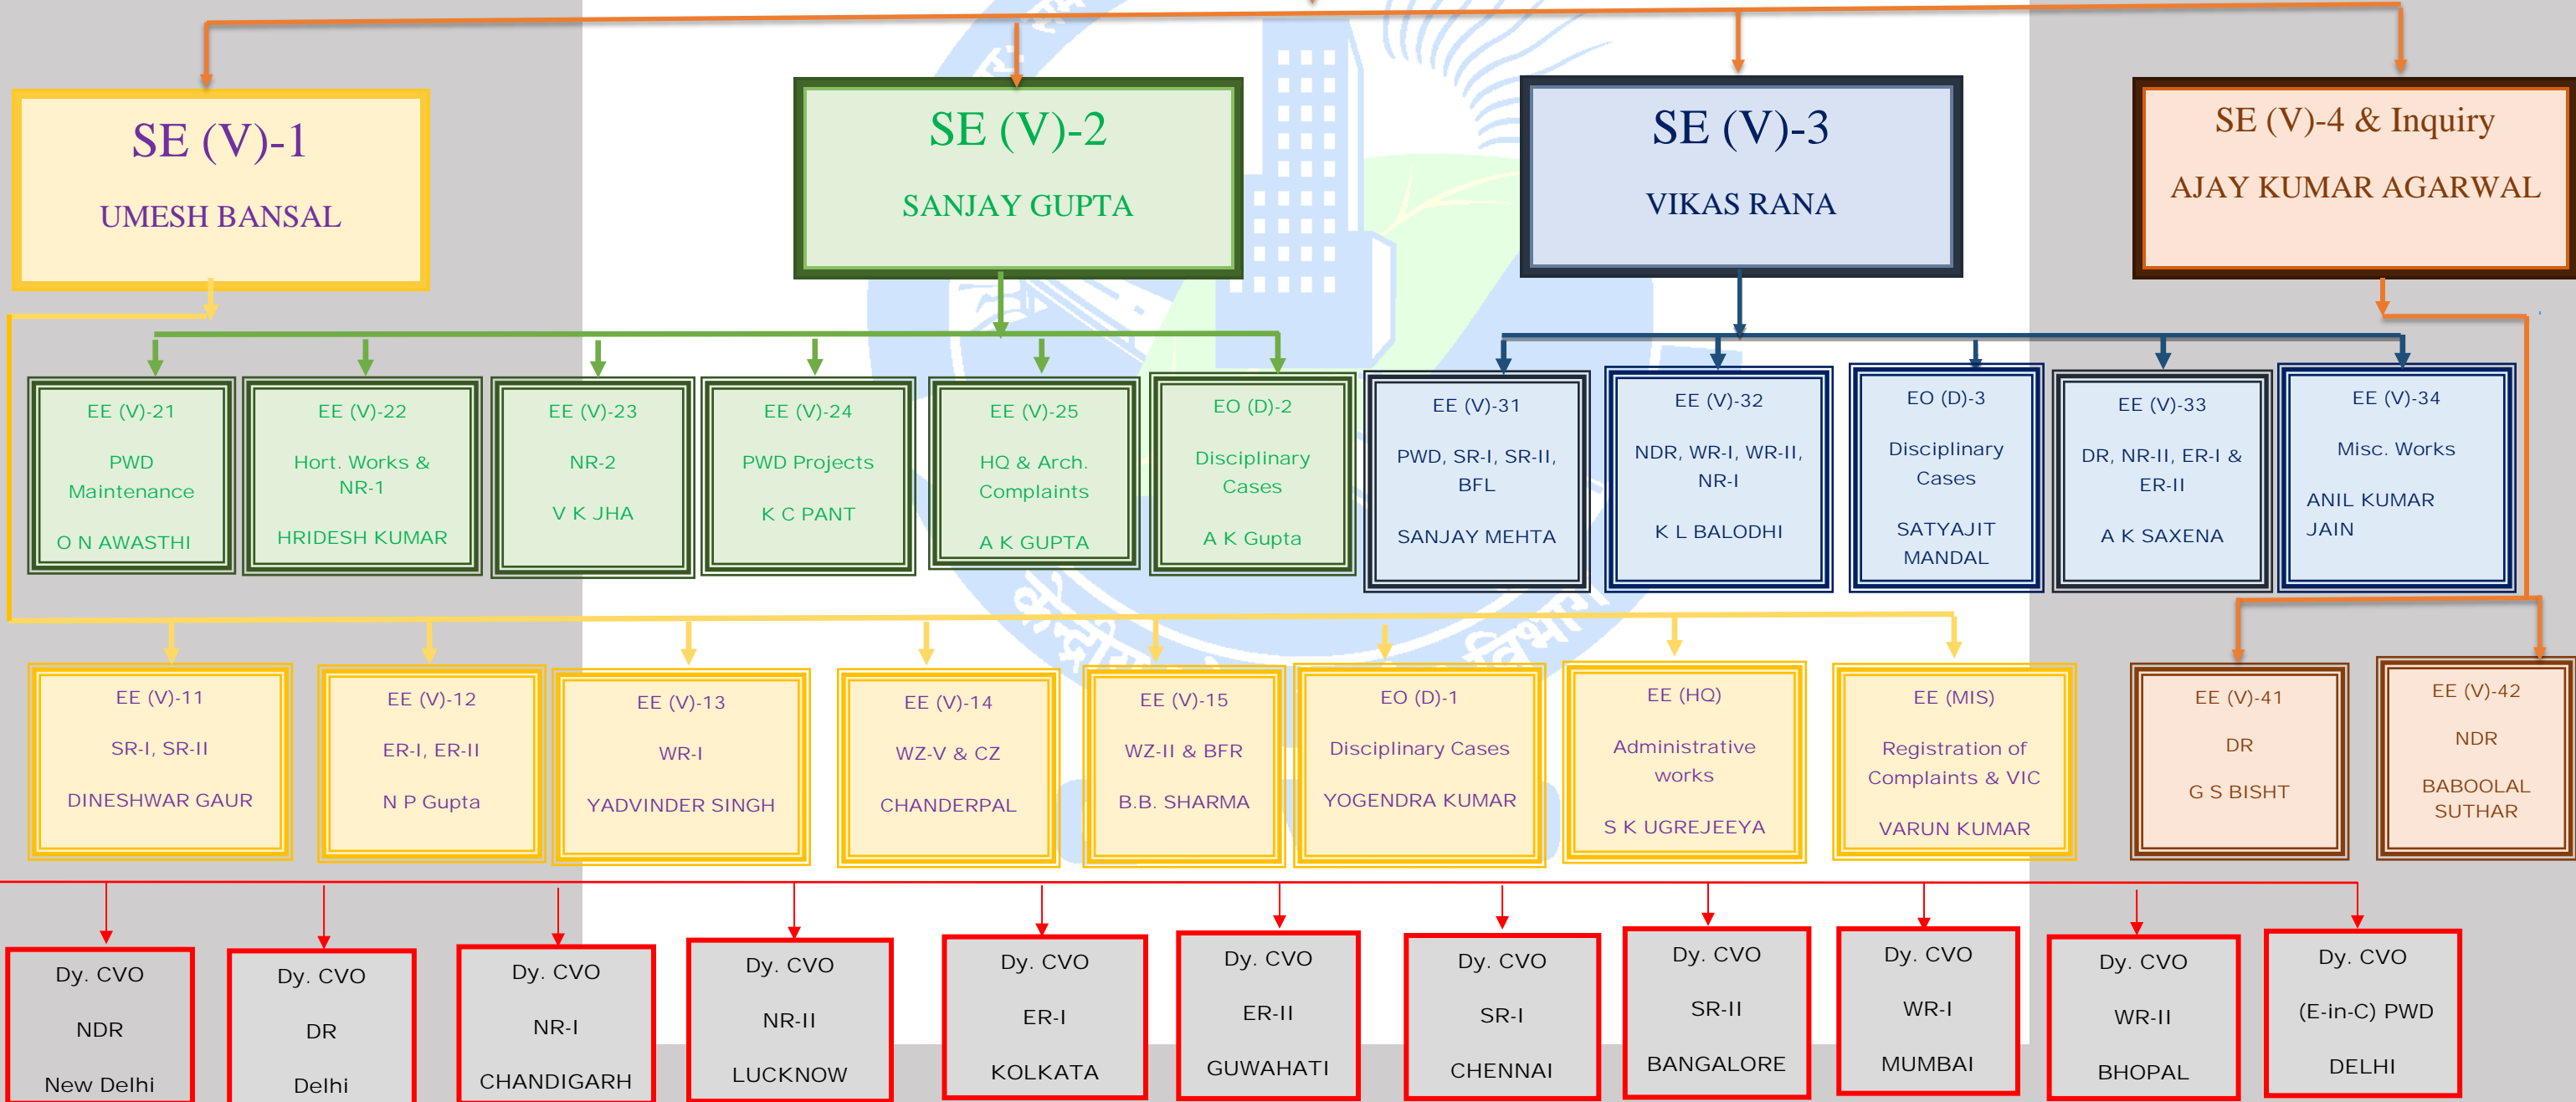 SE (V)-1
UMESH BANSAL
SE (V)-2
SANJAY GUPTA
SE (V)-3
VIKAS RANA
SE (V)-4 & Inquiry
AJAY KUMAR AGARWAL
EE (V)-21
PWD
Maintenance
O N AWASTHI
EE (V)-22
Hort. Works &
NR-1
HRIDESH KUMAR
EE (V)-23
NR-2
V K JHA
EE (V)-24
PWD Projects
K C PANT
EE (V)-25
HQ & Arch.
Complaints
A K GUPTA
EO (D)-2
Disciplinary
Cases
A K Gupta
EE (V)-31
PWD, SR-I, SR-II,
BFL
SANJAY MEHTA
EE (V)-32
NDR, WR-I, WR-II,
NR-I
K L BALODHI
EO (D)-3
Disciplinary
Cases
SATYAJIT
MANDAL
EE (V)-33
DR, NR-II, ER-I &
ER-II
A K SAXENA
EE (V)-34
Misc. Works
ANIL KUMAR
JAIN
EE (V)-11
SR-I, SR-II
DINESHWAR GAUR
EE (V)-12
ER-I, ER-II
N P Gupta
EE (V)-13
WR-I
YADVINDER SINGH
EE (V)-14
WZ-V & CZ
CHANDERPAL
EE (V)-15
WZ-II & BFR
B.B. SHARMA
EO (D)-1
Disciplinary Cases
YOGENDRA KUMAR
EE (HQ)
Administrative
works
S K UGREJEEYA
EE (MIS)
Registration of
Complaints & VIC
VARUN KUMAR
EE (V)-41
DR
G S BISHT
EE (V)-42
NDR
BABOOLAL
SUTHAR
Dy. CVO
NDR
New Delhi
Dy. CVO
DR
Delhi
Dy. CVO
NR-I
CHANDIGARH
Dy. CVO
NR-II
LUCKNOW
Dy. CVO
ER-I
KOLKATA
Dy. CVO
ER-II
GUWAHATI
Dy. CVO
SR-I
CHENNAI
Dy. CVO
SR-II
BANGALORE
Dy. CVO
WR-I
MUMBAI
Dy. CVO
WR-II
BHOPAL
Dy. CVO
(E-in-C) PWD
DELHI